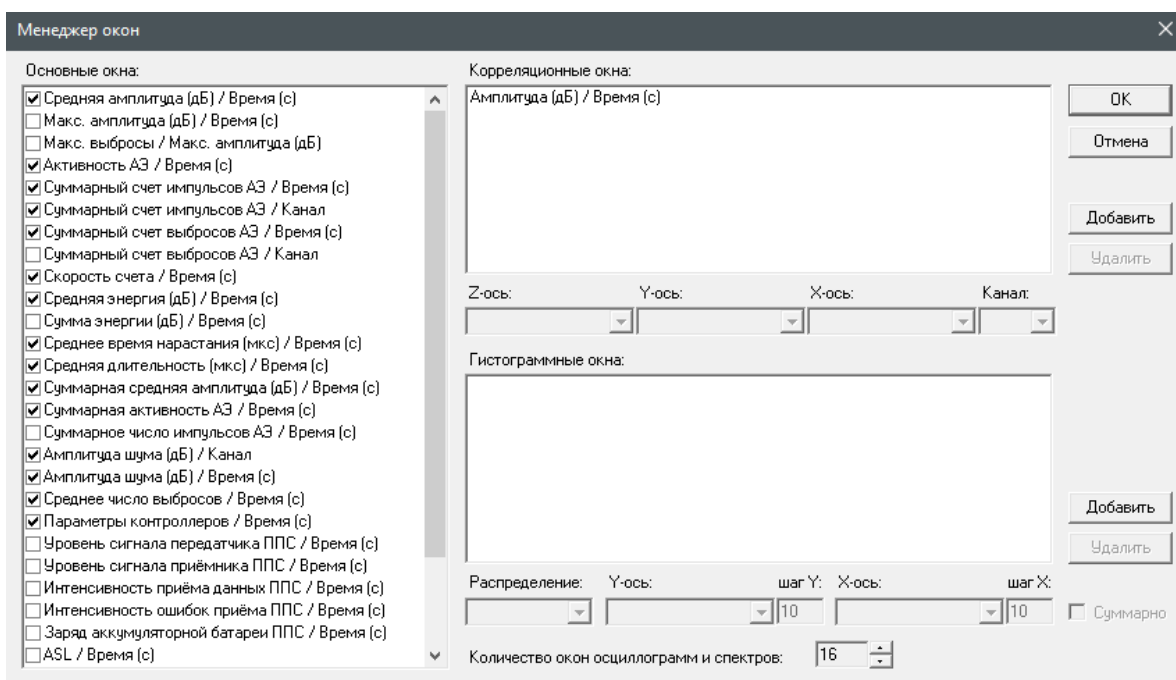 Менеджер окон
Основные окна:
Средняя амплитуда (дБ) / Время (с)
Макс. амплитуда (дБ) / Время (с)
Макс. выбросы / Макс. амплитуда (дБ)
Активность АЭ / Время (с)
Суммарный счет импульсов АЭ / Время (с)
Суммарный счет импульсов АЭ / Канал
Суммарный счет выбросов АЭ / Время (с)
Суммарный счет выбросов АЭ / Канал
Скорость счета / Время (с)
Средняя энергия (дБ) / Время (с)
Сумма энергии (дБ) / Время (с)
Среднее время нарастания (мкс) / Время (с)
Средняя длительность (мкс) / Время (с)
Суммарная средняя амплитуда (дБ) / Время (с)
Суммарная активность АЭ / Время (с)
Суммарное число импульсов АЭ / Время (с)
Амплитуда шума (дБ) / Канал
Амплитуда шума (дБ) / Время (с)
Среднее число выбросов / Время (с)
Параметры контроллеров / Время (с)
Уровень сигнала передатчика ППС / Время (с)
Уровень сигнала приёмника ППС / Время (с)
Интенсивность приёма данных ППС / Время (с)
Интенсивность ошибок приёма ППС / Время (с)
Заряд аккумуляторной батареи ППС / Время (с)
ASL / Время (с)
Корреляционные окна:
Амплитуда (дБ) / Время (с)
Z-ось: Y-ось: X-ось: Канал:
Гистограммные окна:
Распределение: Y-ось: шаг Y: X-ось: шаг X:
10 10
Количество окон осциллограмм и спектров: 16
OK
Отмена
Добавить
Удалить
Добавить
Удалить
Суммарно